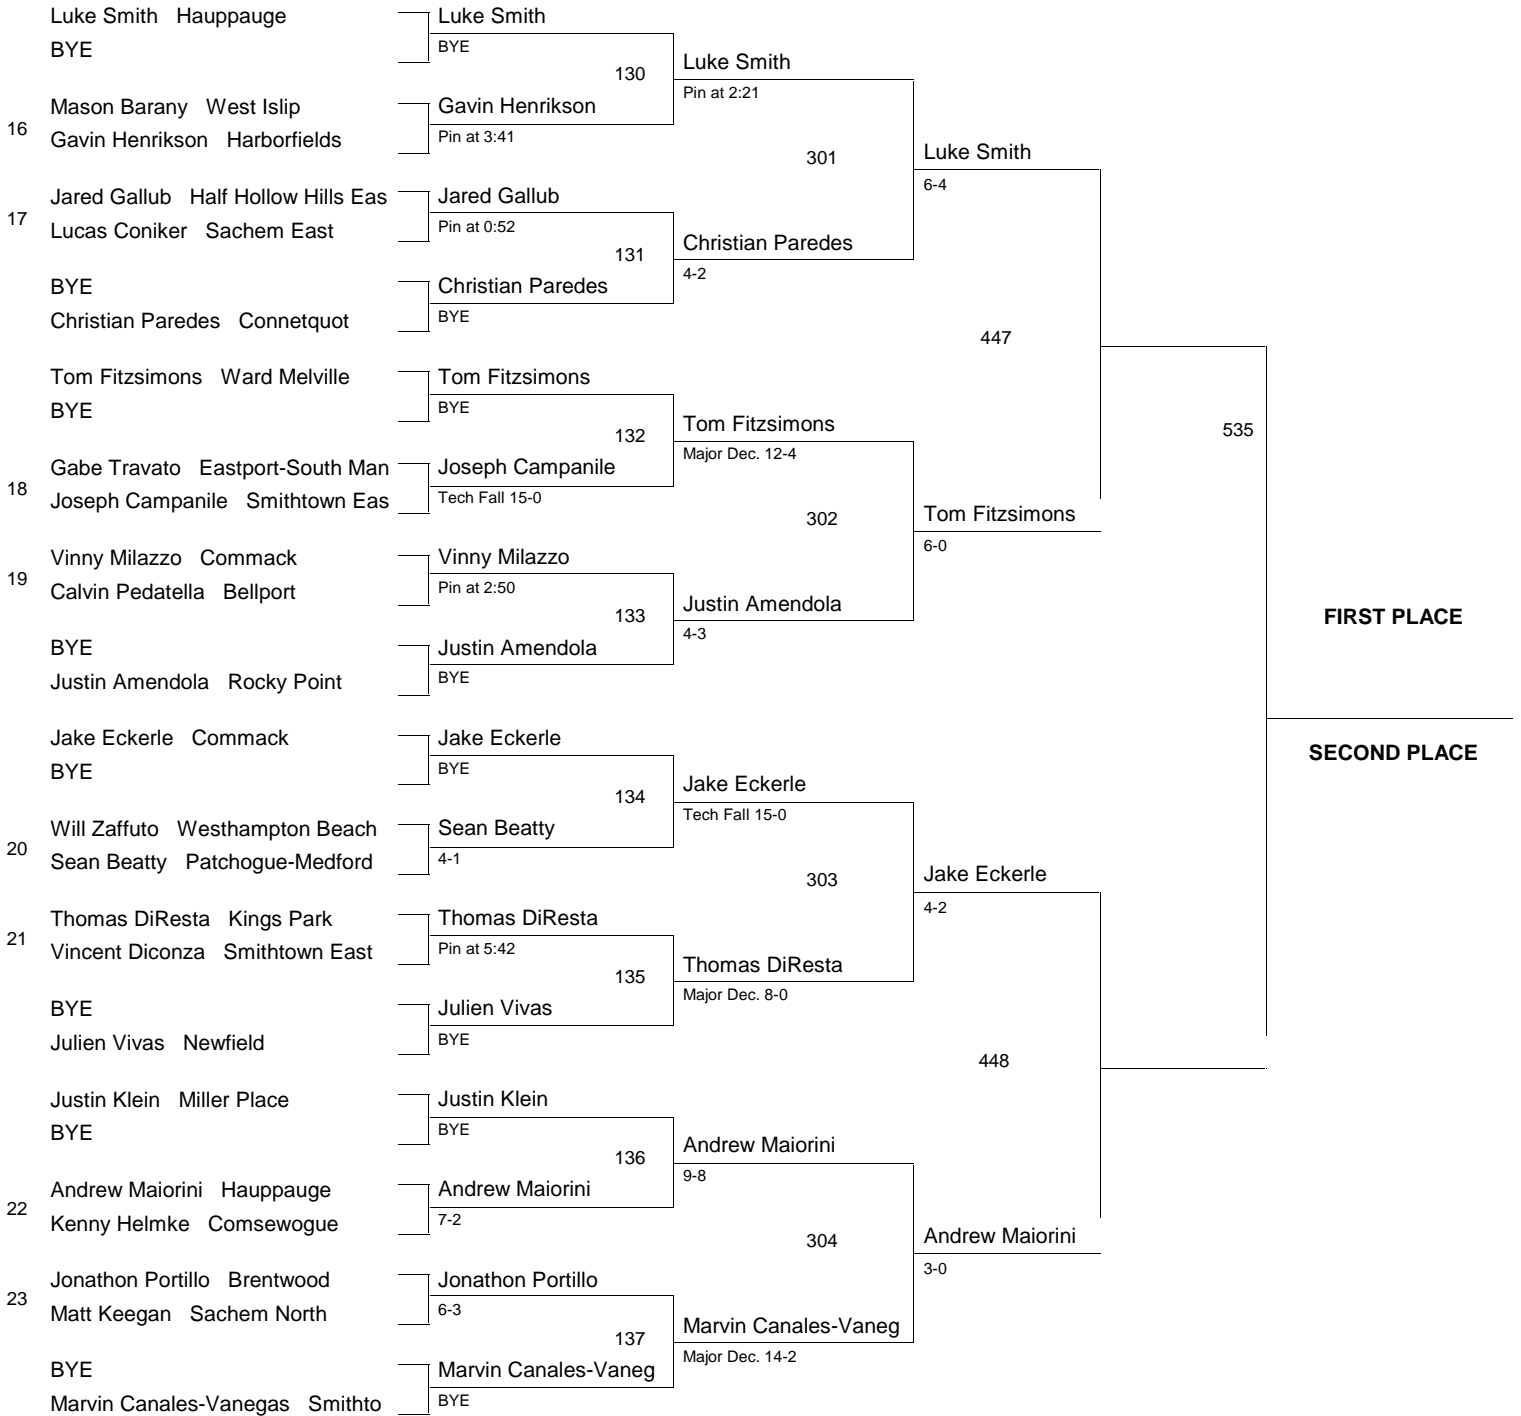 Luke Smith Hauppauge
BYE
16
Mason Barany West Islip
Gavin Henrikson Harborfields
17
Jared Gallub Half Hollow Hills Eas
Lucas Coniker Sachem East
BYE
Christian Paredes Connetquot
Tom Fitzsimons Ward Melville
BYE
18
Gabe Travato Eastport-South Man
Joseph Campanile Smithtown Eas
19
Vinny Milazzo Commack
Calvin Pedatella Bellport
BYE
Justin Amendola Rocky Point
Jake Eckerle Commack
BYE
20
Will Zaffuto Westhampton Beach
Sean Beatty Patchogue-Medford
21
Thomas DiResta Kings Park
Vincent Diconza Smithtown East
BYE
Julien Vivas Newfield
Justin Klein Miller Place
BYE
22
Andrew Maiorini Hauppauge
Kenny Helmke Comsewogue
23
Jonathon Portillo Brentwood
Matt Keegan Sachem North
BYE
Marvin Canales-Vanegas Smithto
Luke Smith
BYE
130
Gavin Henrikson
Pin at 3:41
Jared Gallub
Pin at 0:52
131
Christian Paredes
BYE
Tom Fitzsimons
BYE
132
Joseph Campanile
Tech Fall 15-0
Vinny Milazzo
Pin at 2:50
133
Justin Amendola
BYE
Jake Eckerle
BYE
134
Sean Beatty
4-1
Thomas DiResta
Pin at 5:42
135
Julien Vivas
BYE
Justin Klein
BYE
136
Andrew Maiorini
7-2
Jonathon Portillo
6-3
137
Marvin Canales-Vaneg
BYE
Luke Smith
Pin at 2:21
301
Christian Paredes
4-2
Tom Fitzsimons
Major Dec. 12-4
302
Justin Amendola
4-3
Jake Eckerle
Tech Fall 15-0
303
Thomas DiResta
Major Dec. 8-0
Andrew Maiorini
9-8
304
Marvin Canales-Vaneg
Major Dec. 14-2
Luke Smith
6-4
447
Tom Fitzsimons
6-0
Jake Eckerle
4-2
448
Andrew Maiorini
3-0
535
FIRST PLACE
SECOND PLACE